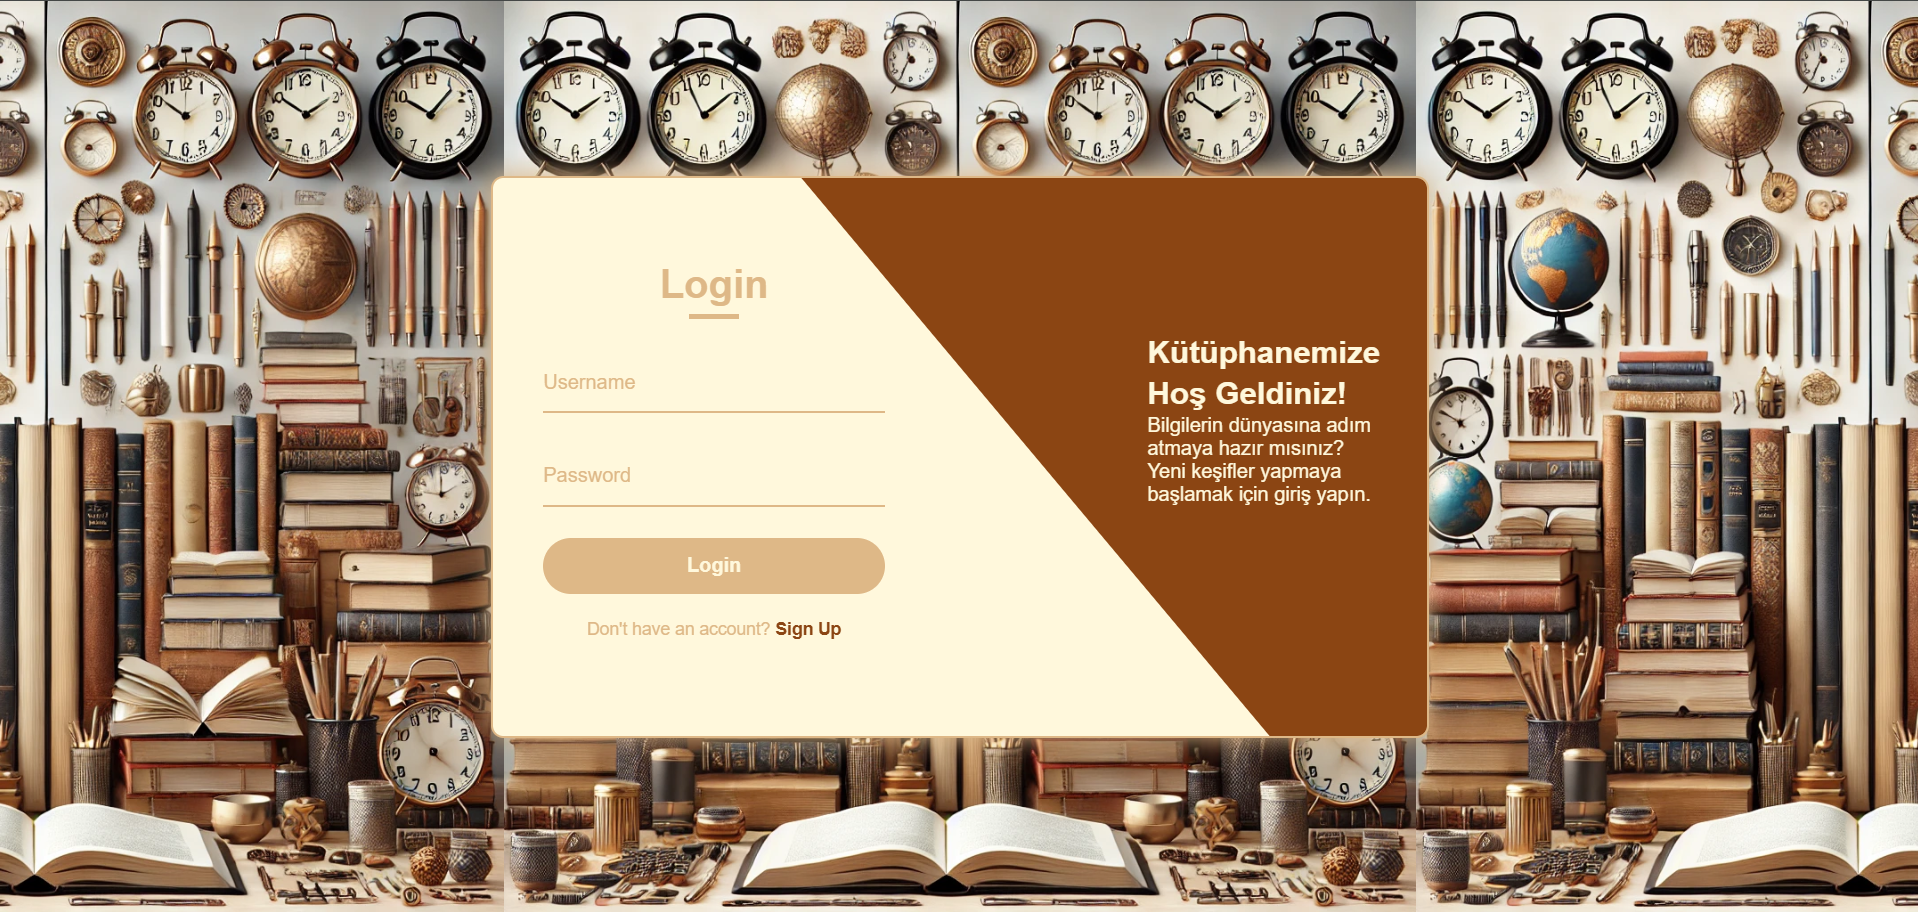 Login
Username
Password
Login
Don't have an account? Sign Up
Kütüphanemize
Hoş Geldiniz!
Bilgilerin dünyasına adım
atmaya hazır mısınız?
Yeni keşifler yapmaya
başlamak için giriş yapın.